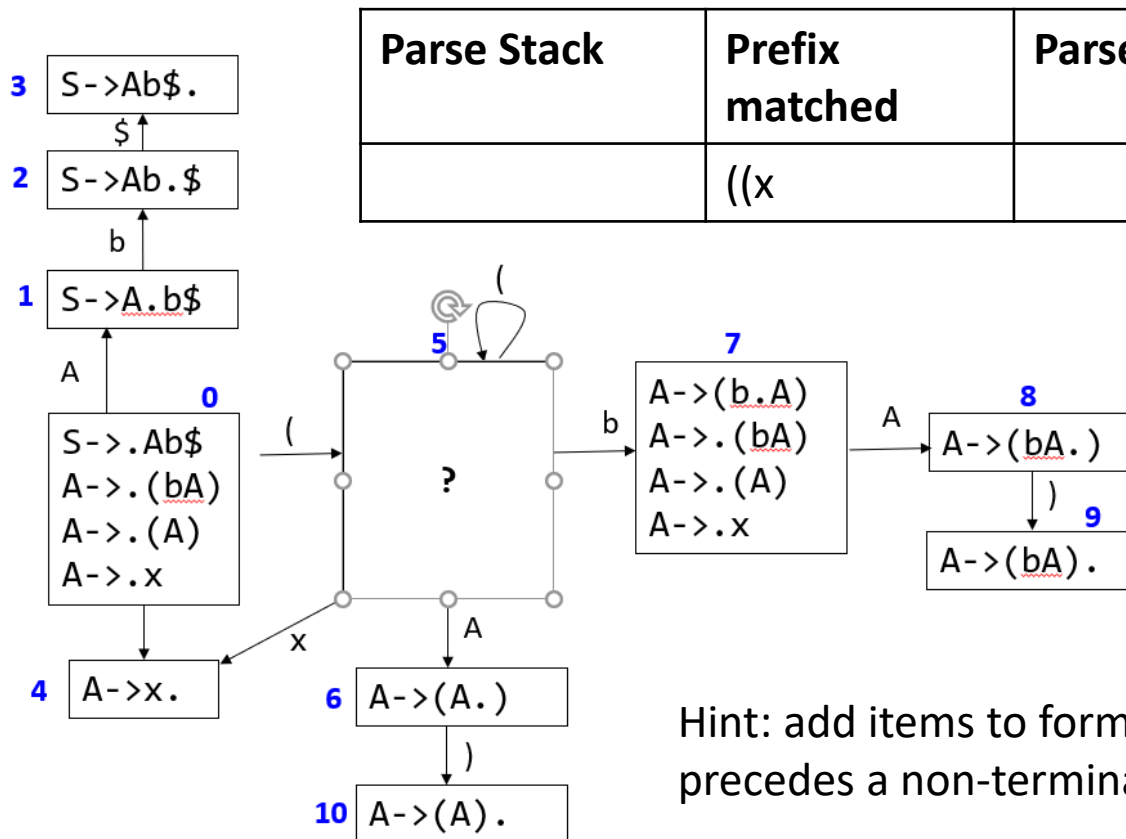 Parse Stack
Prefix
matched
Parse
((x
3
S->Ab$.
$
2
S->Ab.$
b
1
S->A.b$
A
0
S->.Ab$
A->.(bA)
A->.(A)
A->.x
(
4
A->x.
x
(
5
?
A
6
A->(A.)
)
10
A->(A).
b
7
A->(b.A)
A->.(bA)
A->.(A)
A->.x
A
8
A->(bA.)
)
9
A->(bA).
Hint: add items to form
precedes a non-termina